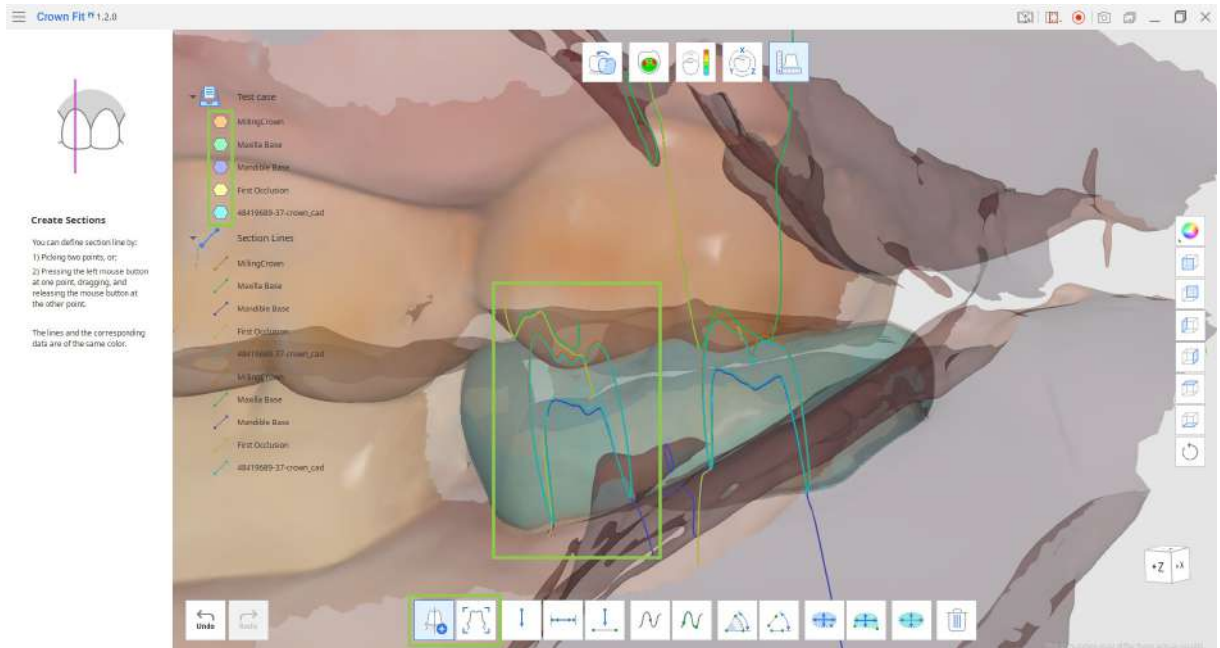 Crown Fit 1.2.0
Test case
MillingCrown
Maxilla Base
Mandible Base
First Occlusion
48419689-37-crown_cad
Section Lines
MillingCrown
Maxilla Base
Mandible Base
First Occlusion
48419689-37-crown_cad
MillingCrown
Maxilla Base
Mandible Base
First Occlusion
48419689-37-crown_cad
Create Sections
You can define section line by:
1) Picking two points, or;
2) Pressing the left mouse button
at one point, dragging, and
releasing the mouse button at
the other point.
The lines and the corresponding
data are of the same color.
X
Y
Z
+Z
+X
Undo
Redo